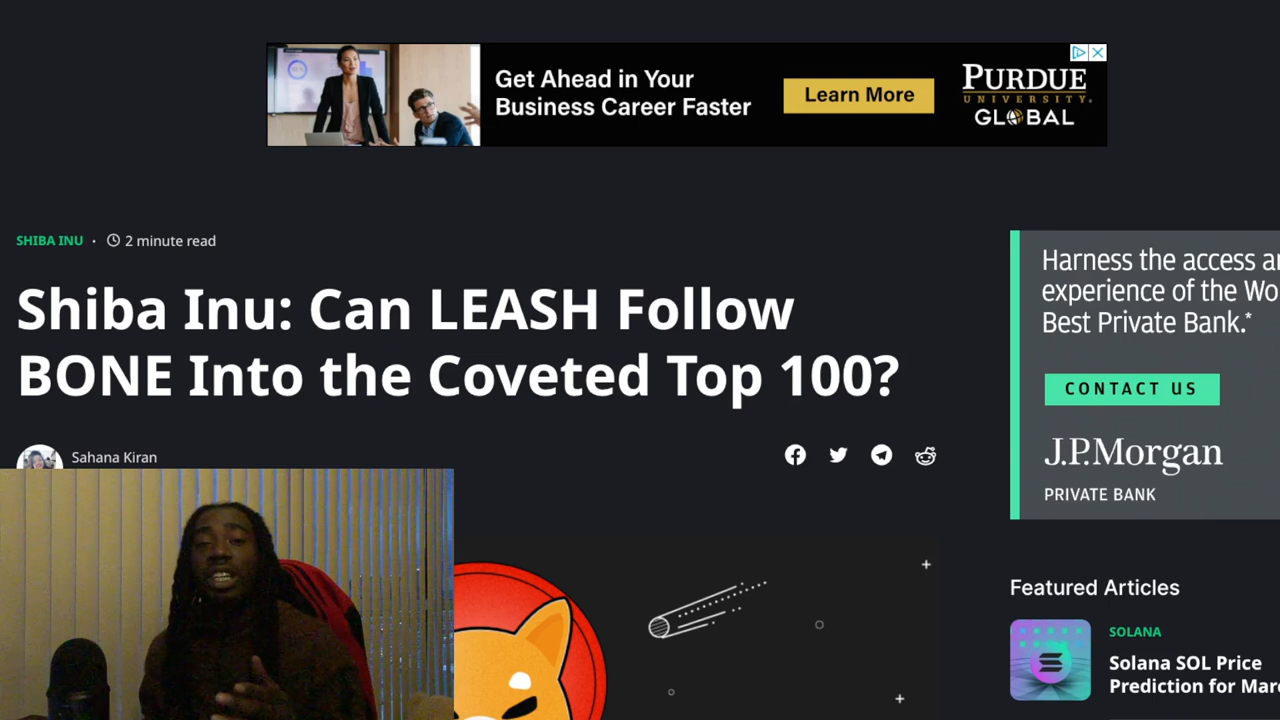 Get Ahead in Your
Business Career Faster
Learn More
PURDUE
UNIVERSITY®
GLOBAL
SHIBA INU · 2 minute read
Shiba Inu: Can LEASH Follow
BONE Into the Coveted Top 100?
Sahana Kiran
Harness the access
experience of the
Best Private Bank.*
CONTACT US
J.P.Morgan
PRIVATE BANK
Featured Articles
SOLANA
Solana SOL Price
Prediction for